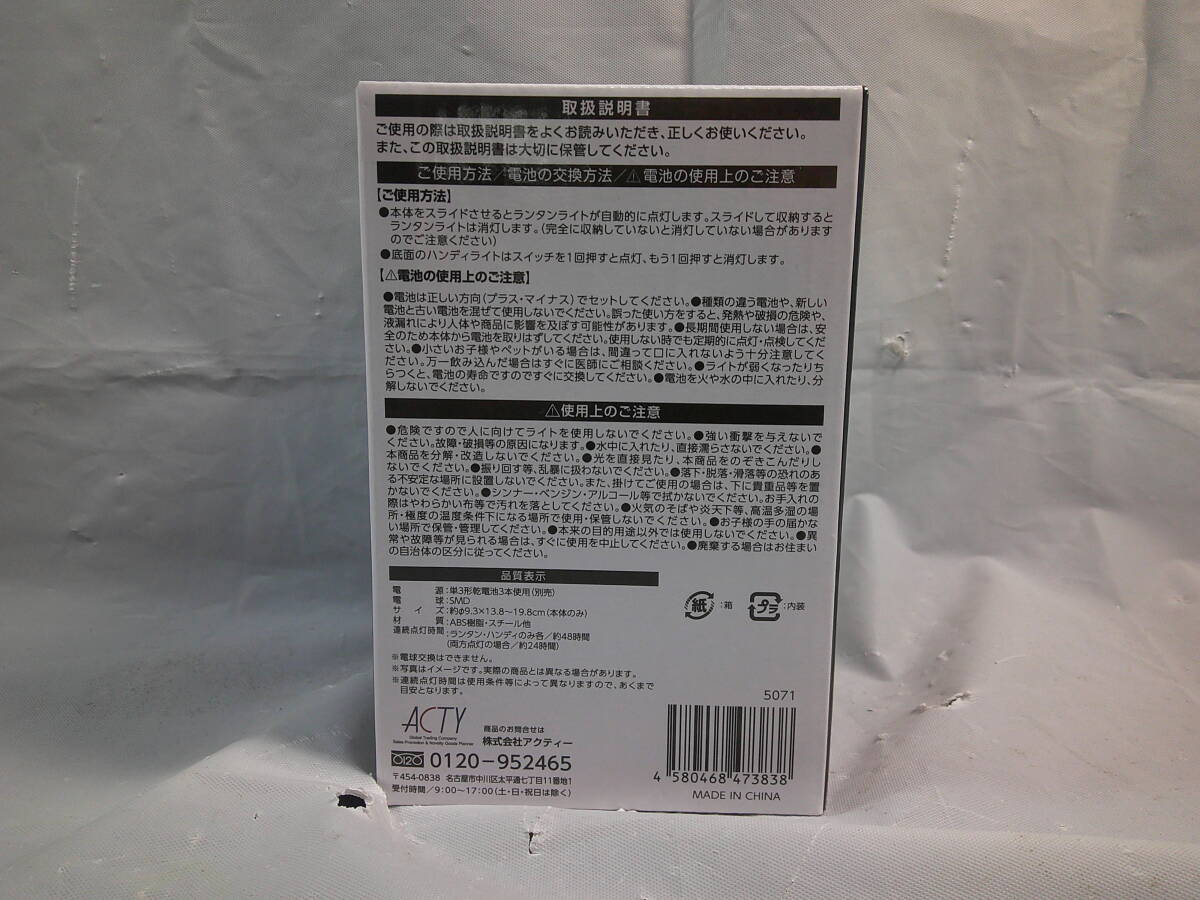 取扱説明書
ご使用の際は取扱説明書をよくお読みいただき、正しくお使いください。
また、この取扱説明書は大切に保管してください。
ご使用方法/電池の交換方法/⚠電池の使用上のご注意
【ご使用方法】
●本体をスライドさせるとランタンライトが自動的に点灯します。スライドして収納すると
ランタンライトは消灯します。(完全に収納していないと消灯していない場合があります
のでご注意ください)
●底面のハンディライトはスイッチを1回押すと点灯、もう1回押すと消灯します。
【⚠電池の使用上のご注意】
●電池は正しい方向(プラス・マイナス)でセットしてください。●種類の違う電池や、新しい
電池と古い電池を混ぜて使用しないでください。誤った使い方をすると、発熱や破損の危険や、
液漏れにより人体や商品に影響を及ぼす可能性があります。●長期間使用しない場合は、安
全のため本体から電池を取りはずしてください。使用しない時でも定期的に点灯・点検してくだ
さい。●小さいお子様やペットがいる場合は、間違って口に入れないよう十分注意してく
ださい。万一飲み込んだ場合はすぐに医師にご相談ください。●ライトが弱くなったりち
らつくと、電池の寿命ですのですぐに交換してください。●電池を火や水の中に入れたり、分
解しないでください。
⚠使用上のご注意
●危険ですので人に向けてライトを使用しないでください。●強い衝撃を与えないで
ください。故障・破損等の原因になります。●水中に入れたり、直接濡らさないでください。●
本商品を分解・改造しないでください。●光を直接見たり、本商品をのぞきこんだりし
ないでください。●振り回す等、乱暴に扱わないでください。●落下・脱落・滑落等の恐れのあ
る不安定な場所に設置しないでください。また、掛けてご使用の場合は、下に貴重品等を置
かないでください。●シンナー・ベンジン・アルコール等で拭かないでください。お手入れの
際はやわらかい布等で汚れを落としてください。●火気のそばや炎天下等、高温多湿の場
所・極度の温度条件下になる場所で使用・保管しないでください。●お子様の手の届かな
い場所で保管・管理してください。●本来の目的用途以外では使用しないでください。●異
常や故障等が見られる場合は、すぐに使用を中止してください。●廃棄する場合はお住まい
の自治体の区分に従ってください。
品質表示
電源:単3形乾電池3本使用(別売)
電球:SMD
サイズ:約φ9.3×13.8〜19.8cm(本体のみ)
材質:ABS樹脂・スチール他
連続点灯時間:ランタン・ハンディのみ各/約48時間
(両方点灯の場合/約24時間)
※電球交換はできません。
※写真はイメージです。実際の商品とは異なる場合があります。
※連続点灯時間は使用条件等によって異なりますので、あくまで
目安となります。
紙:箱
プラ:内装
5071
ACTY
Global Trading Company
Sales Promotion & Novelty Goods Planner
商品のお問合せは
株式会社アクティー
0120-952465
〒454-0838 名古屋市中川区太平通七丁目11番地1
受付時間/9:00〜17:00(土・日・祝日は除く)
4 580468 473838
MADE IN CHINA